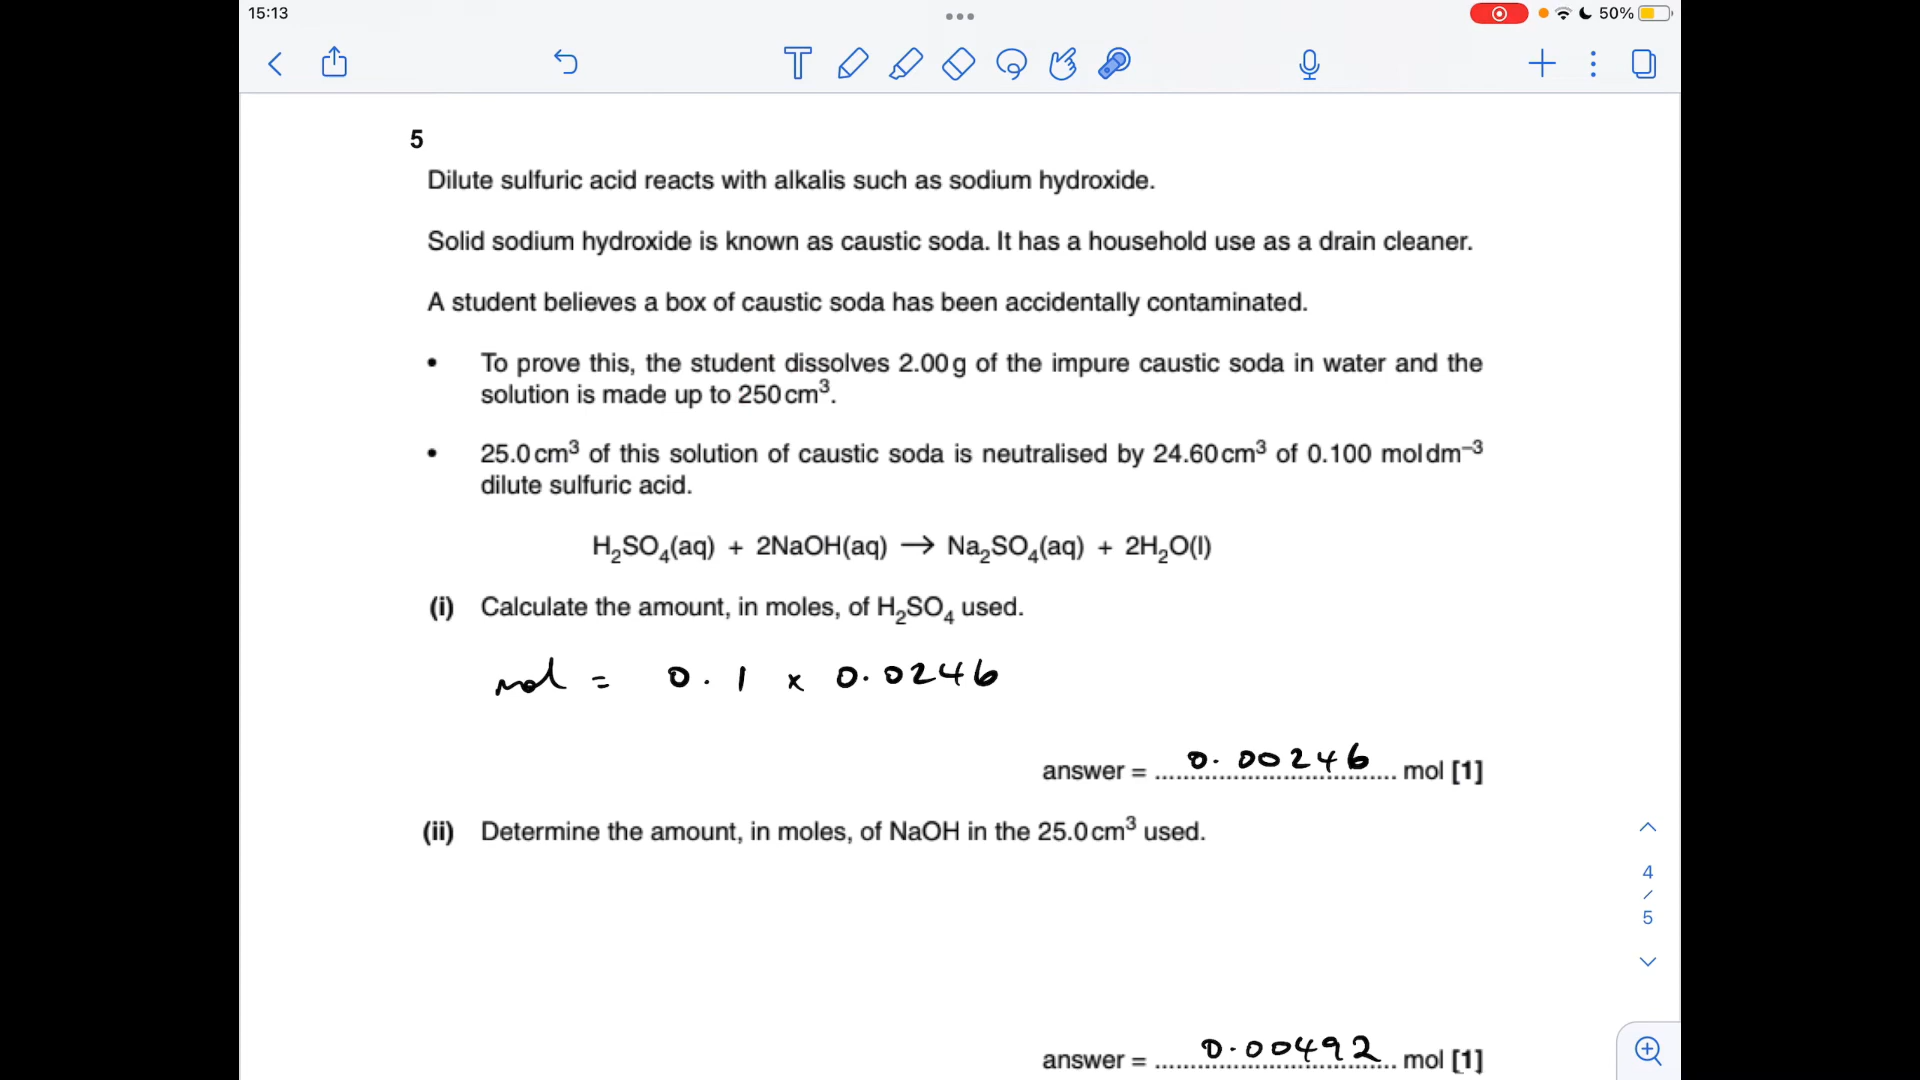 15:13
50%
5
Dilute sulfuric acid reacts with alkalis such as sodium hydroxide.
Solid sodium hydroxide is known as caustic soda. It has a household use as a drain cleaner.
A student believes a box of caustic soda has been accidentally contaminated.
• To prove this, the student dissolves 2.00 g of the impure caustic soda in water and the
solution is made up to 250 cm³.
• 25.0 cm³ of this solution of caustic soda is neutralised by 24.60 cm³ of 0.100 mol dm⁻³
dilute sulfuric acid.
H₂SO₄(aq) + 2NaOH(aq) → Na₂SO₄(aq) + 2H₂O(l)
(i) Calculate the amount, in moles, of H₂SO₄ used.
mol = 0.1 × 0.0246
answer = 0.00246 mol [1]
(ii) Determine the amount, in moles, of NaOH in the 25.0 cm³ used.
4
/
5
answer = 0.00492 mol [1]